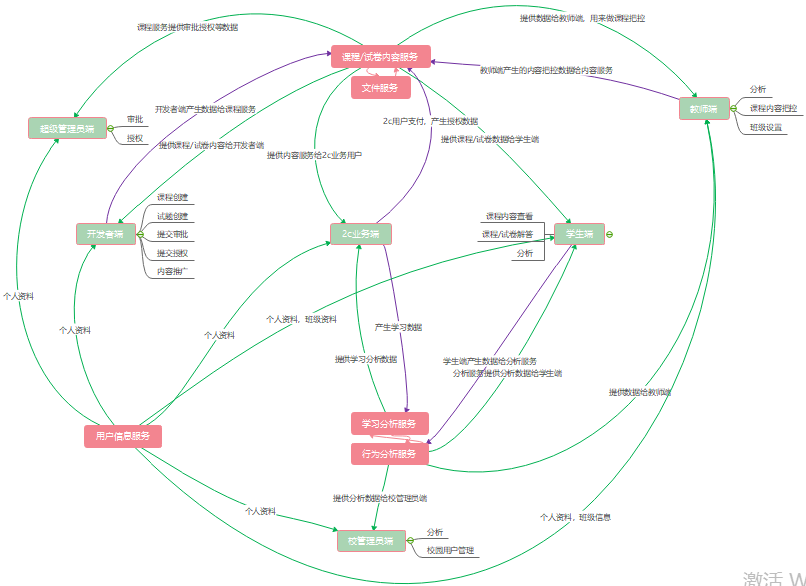 提供数据给教师端，用来做课程把控
课程服务提供审批授权等数据
课程/试卷内容服务
教师端产生的内容把控数据给内容服务
文件服务
分析
开发者端产生数据给课程服务
教师端
课程内容把控
审批
2c用户支付，产生授权数据
超级管理员端
班级设置
授权
提供课程/试卷数据给学生端
提供课程/试卷内容给开发者端
提供内容服务给2c业务用户
课程创建
试题创建
课程内容查看
开发者端
提交审批
2c业务端
课程/试卷解答
学生端
提交授权
分析
内容推广
个人资料
个人资料
个人资料
个人资料，班级资料
产生学习数据
提供学习分析数据
学生端产生数据给分析服务
分析服务提供分析数据给学生端
提供数据给教师端
学习分析服务
用户信息服务
行为分析服务
提供分析数据给校管理员端
个人资料
个人资料，班级信息
分析
校管理员端
校园用户管理
激活 W